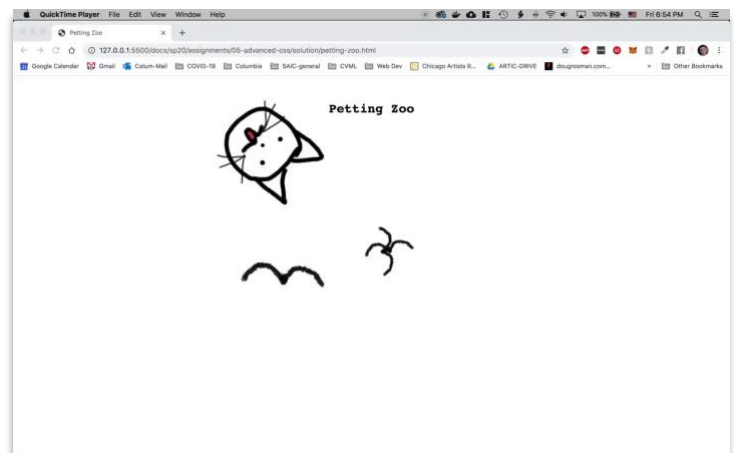 QuickTime Player File Edit View Window Help 100% Fri 6:54 PM
Petting Zoo
127.0.0.1:5500/docs/sp20/assignments/05-advanced-css/solution/petting-zoo.html
Google Calendar Gmail Colum-Mail COVID-19 Columbia SAIC-general CVML Web Dev Chicago Artists R... ARTIC-DRIVE dougrosman.com... » Other Bookmarks
Petting Zoo